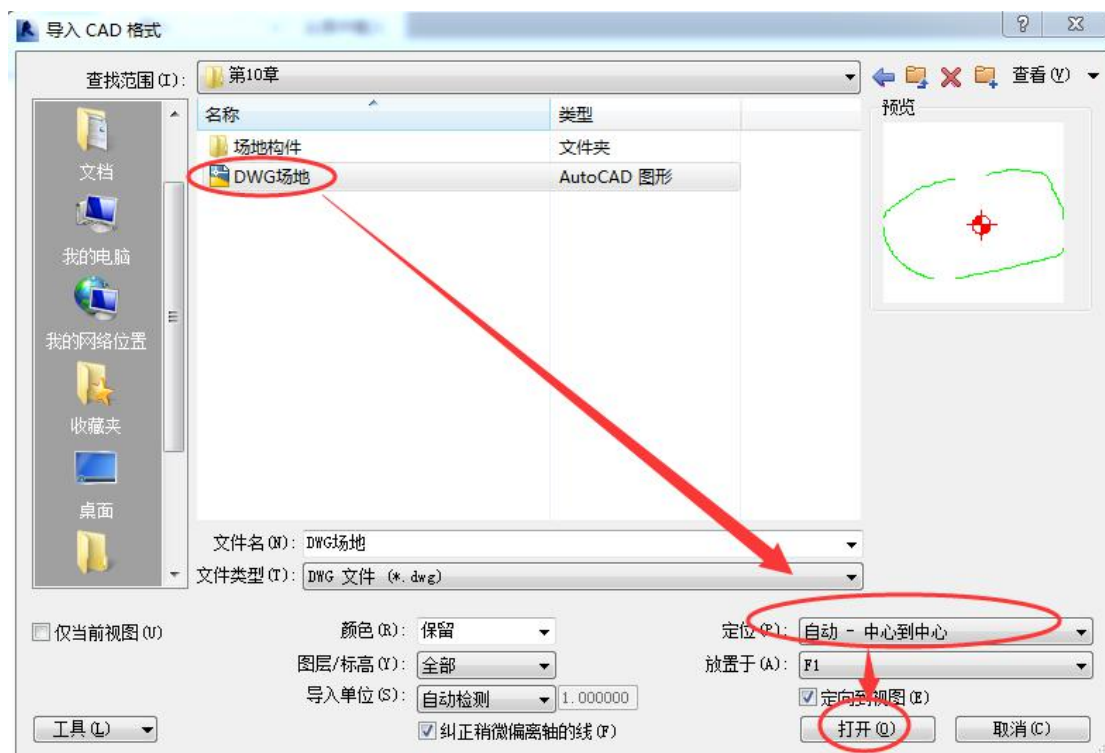 导入 CAD 格式
查找范围(I): 第10章 查看(V)
名称 类型 预览
场地构件 文件夹
DWG场地 AutoCAD 图形
文档
我的电脑
我的网络位置
收藏夹
桌面
文件名(N): DWG场地
文件类型(T): DWG 文件 (*.dwg)
仅当前视图(U) 颜色(R): 保留 定位(P): 自动 - 中心到中心
图层/标高(Y): 全部 放置于(A): F1
导入单位(S): 自动检测 1.000000 定向到视图(E)
工具(L) 纠正稍微偏离轴的线(F) 打开(O) 取消(C)